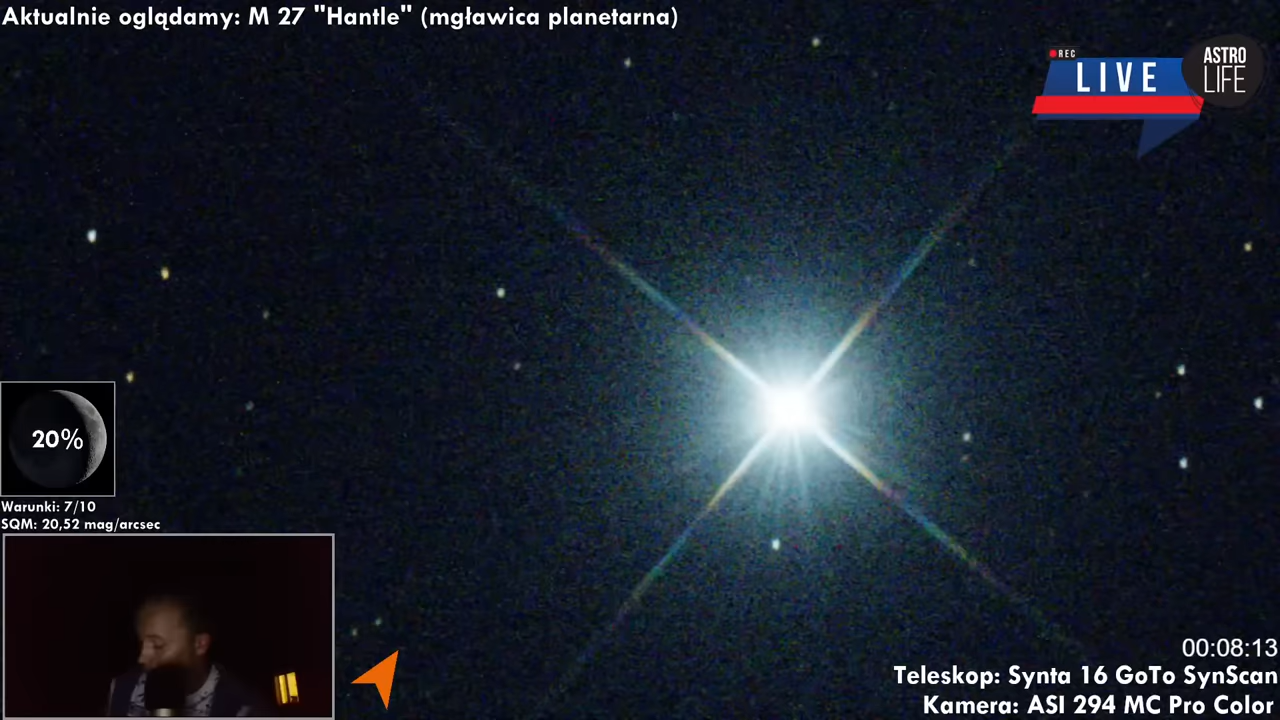 Aktualnie oglądamy: M 27 "Hantle" (mgławica planetarna)
REC
LIVE
ASTRO
LIFE
20%
Warunki: 7/10
SQM: 20,52 mag/arcsec
00:08:13
Teleskop: Synta 16 GoTo SynScan
Kamera: ASI 294 MC Pro Color